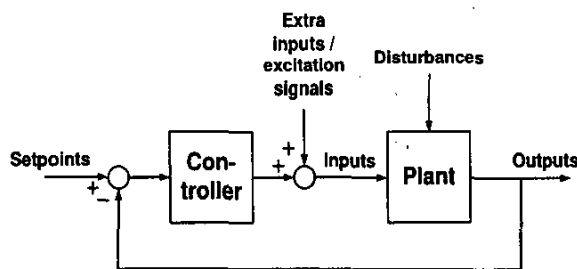 Extra
inputs /
excitation
signals
Disturbances
Setpoints
+
−
Con-
troller
+
+
Inputs
Plant
Outputs